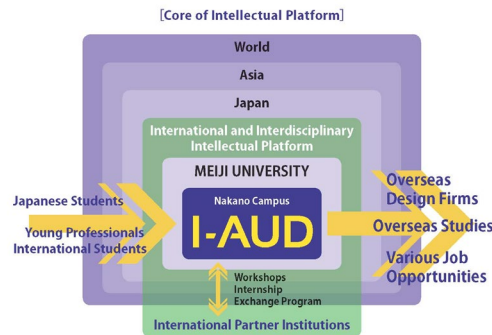 [Core of Intellectual Platform]
World
Asia
Japan
International and Interdisciplinary
Intellectual Platform
MEIJI UNIVERSITY
Nakano Campus
I-AUD
Japanese Students
Young Professionals
International Students
Overseas
Design Firms
Overseas Studies
Various Job
Opportunities
Workshops
Internship
Exchange Program
International Partner Institutions